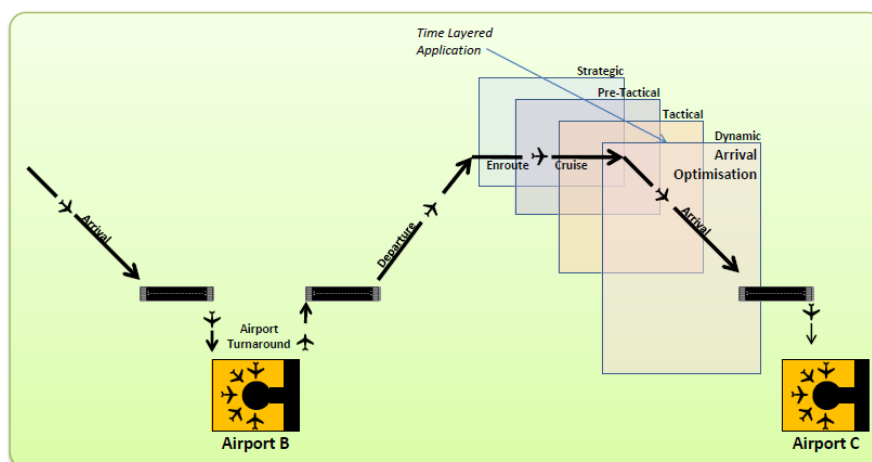 Time Layered
Application
Strategic
Pre-Tactical
Tactical
Dynamic
Arrival
Optimisation
Enroute
Cruise
Arrival
Departure
Arrival
Airport
Turnaround
Airport B
Airport C